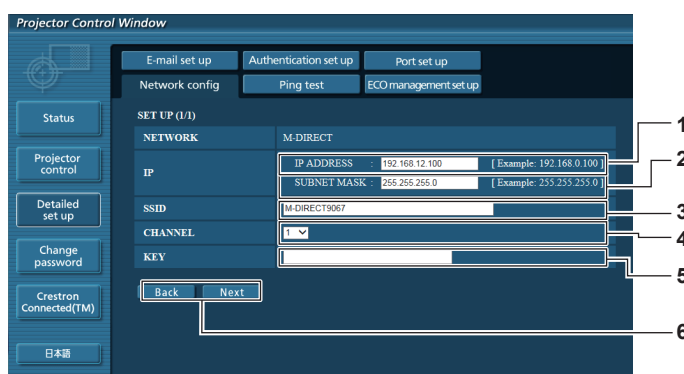 Projector Control Window
E-mail set up
Authentication set up
Port set up
Network config
Ping test
ECO management set up
Status
Projector control
Detailed set up
Change password
Crestron Connected(TM)
日本語
SET UP (1/1)
NETWORK M-DIRECT
IP
IP ADDRESS : 192.168.12.100 [ Example: 192.168.0.100 ]
SUBNET MASK : 255.255.255.0 [ Example: 255.255.255.0 ]
SSID M-DIRECT9067
CHANNEL 1
KEY
Back Next
1
2
3
4
5
6